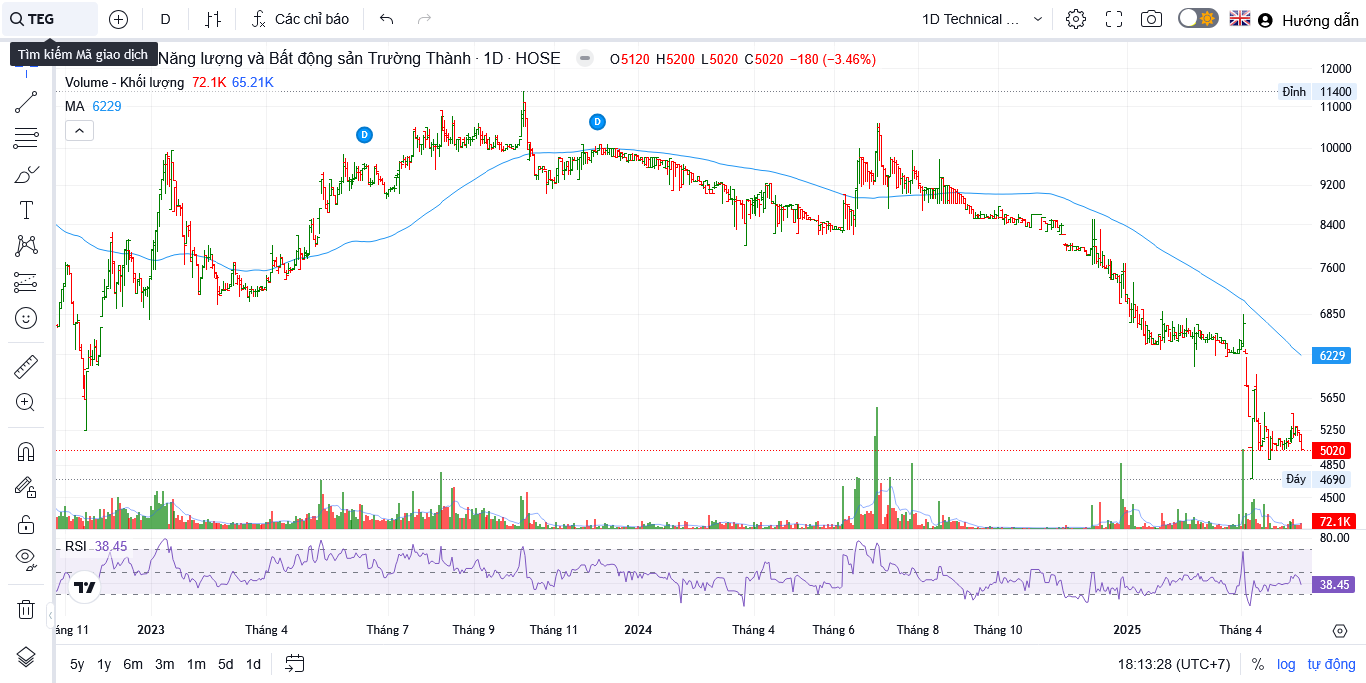 TEG
D
Các chỉ báo
1D Technical ...
Hướng dẫn
Tìm kiếm Mã giao dịch
Năng lượng và Bất động sản Trường Thành · 1D · HOSE
O5120 H5200 L5020 C5020 −180 (−3.46%)
Volume - Khối lượng 72.1K 65.21K
MA 6229
D
D
12000
Đỉnh 11400
11000
10000
9200
8400
7600
6850
6229
5650
5250
5020
4850
Đáy 4690
4500
72.1K
80.00
RSI 38.45
38.45
áng 11 2023 Tháng 4 Tháng 7 Tháng 9 Tháng 11 2024 Tháng 4 Tháng 6 Tháng 8 Tháng 10 2025 Tháng 4
5y 1y 6m 3m 1m 5d 1d
18:13:28 (UTC+7) % log tự động